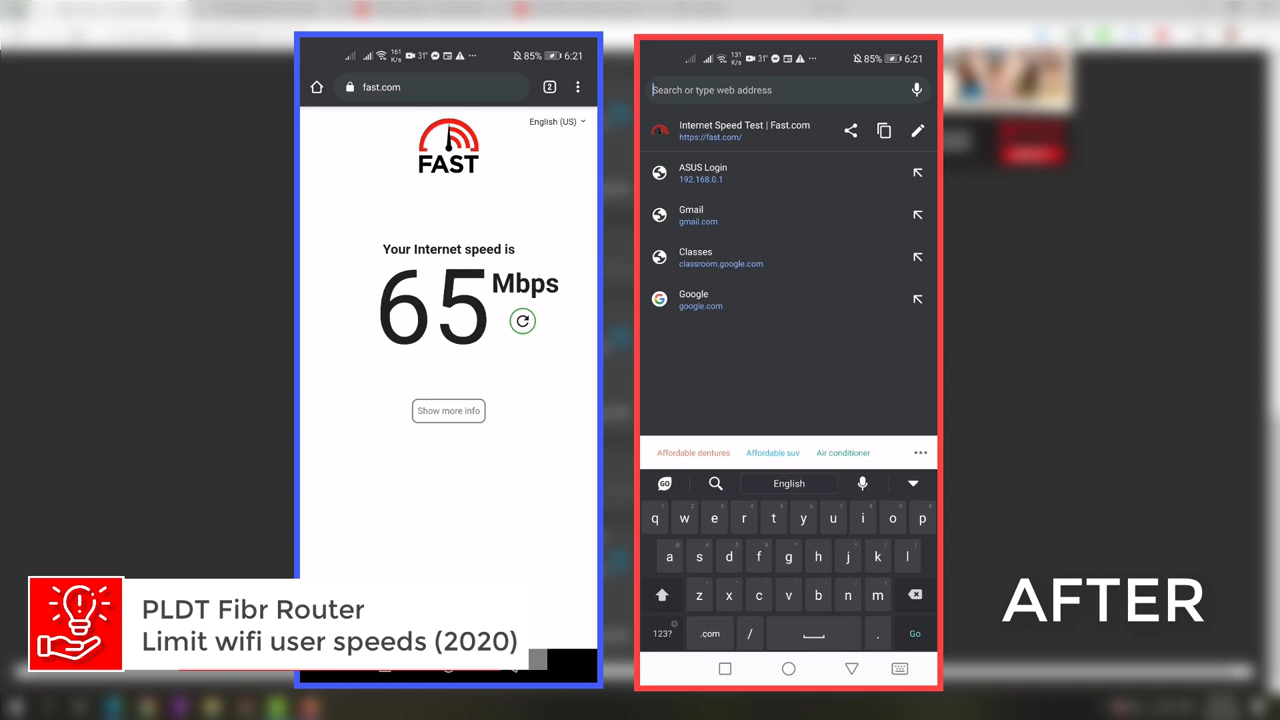 161
K/s
31°
85%
6:21
fast.com
2
English (US)
FAST
Your Internet speed is
65 Mbps
Show more info
131
K/s
31°
85%
6:21
Search or type web address
Internet Speed Test | Fast.com
https://fast.com/
ASUS Login
192.168.0.1
Gmail
gmail.com
Classes
classroom.google.com
Google
google.com
Affordable dentures
Affordable suv
Air conditioner
GO
English
q w e r t y u i o p
a s d f g h j k l
z x c v b n m
123? .com / . Go
PLDT Fibr Router
Limit wifi user speeds (2020)
AFTER